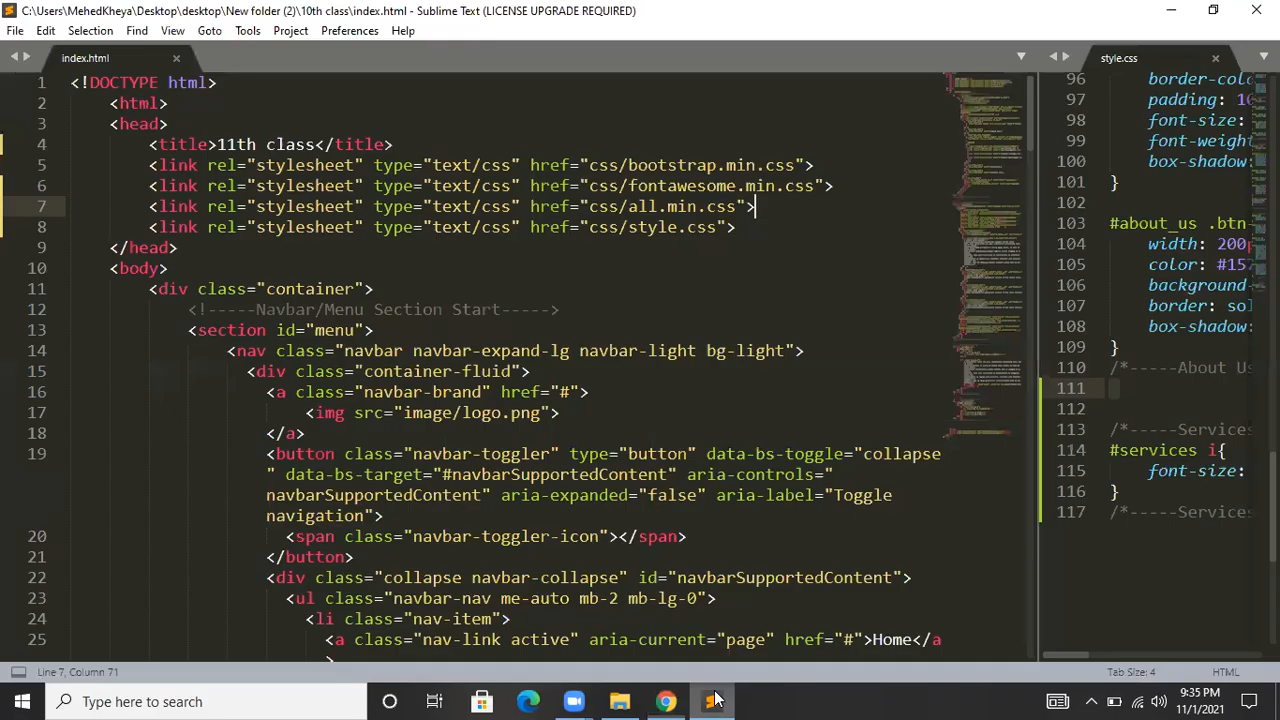 C:\Users\MehedKheya\Desktop\desktop\New folder (2)\10th class\index.html - Sublime Text (LICENSE UPGRADE REQUIRED)
File Edit Selection Find View Goto Tools Project Preferences Help
index.html
1 <!DOCTYPE html>
2 <html>
3 <head>
4 <title>11th class</title>
5 <link rel="stylesheet" type="text/css" href="css/bootstrap.min.css">
6 <link rel="stylesheet" type="text/css" href="css/fontawesome.min.css">
7 <link rel="stylesheet" type="text/css" href="css/all.min.css">
8 <link rel="stylesheet" type="text/css" href="css/style.css">
9 </head>
10 <body>
11 <div class="container">
12 <!-----Navbar/Menu Section Start----->
13 <section id="menu">
14 <nav class="navbar navbar-expand-lg navbar-light bg-light">
15 <div class="container-fluid">
16 <a class="navbar-brand" href="#">
17 <img src="image/logo.png">
18 </a>
19 <button class="navbar-toggler" type="button" data-bs-toggle="collapse
" data-bs-target="#navbarSupportedContent" aria-controls="
navbarSupportedContent" aria-expanded="false" aria-label="Toggle
navigation">
20 <span class="navbar-toggler-icon"></span>
21 </button>
22 <div class="collapse navbar-collapse" id="navbarSupportedContent">
23 <ul class="navbar-nav me-auto mb-2 mb-lg-0">
24 <li class="nav-item">
25 <a class="nav-link active" aria-current="page" href="#">Home</a
>
style.css
96 border-colo
97 padding: 10
98 font-size:
99 font-weight
100 box-shadow:
101 }
102
103 #about_us .btn
104 width: 200p
105 color: #157
106 background-
107 border: sol
108 box-shadow:
109 }
110 /*-----About Us
111
112
113 /*-----Services
114 #services i{
115 font-size:
116 }
117 /*-----Services
Line 7, Column 71
Tab Size: 4
HTML
Type here to search
9:35 PM
11/1/2021